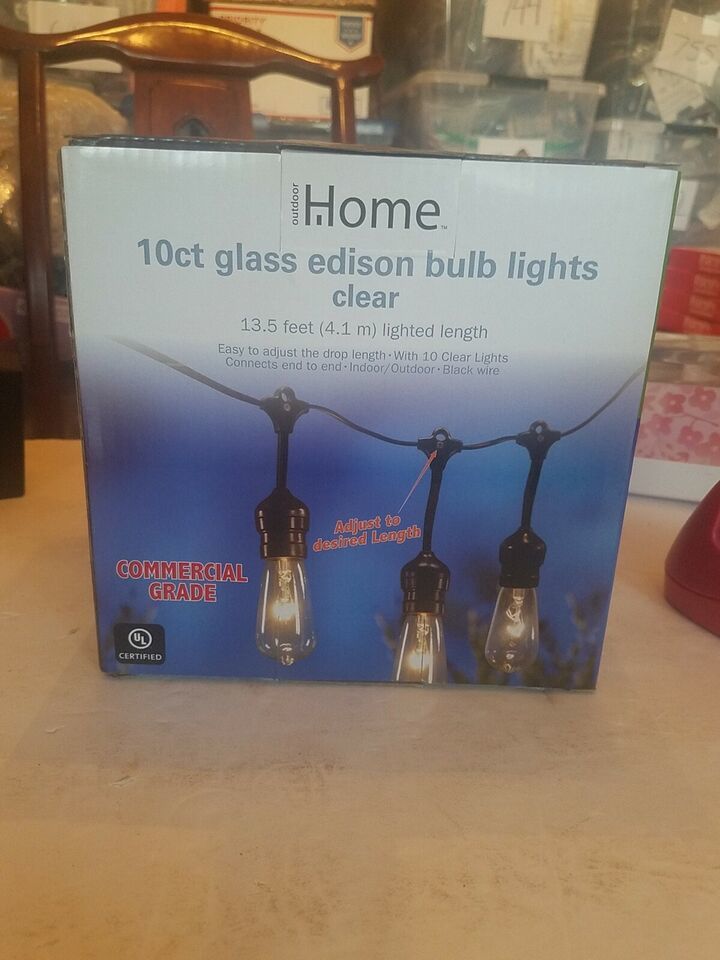 PRIORITY
outdoor
Home™
10ct glass edison bulb lights
clear
13.5 feet (4.1 m) lighted length
Easy to adjust the drop length • With 10 Clear Lights
Connects end to end • Indoor/Outdoor • Black wire
Adjust to
desired Length
COMMERCIAL
GRADE
UL
CERTIFIED